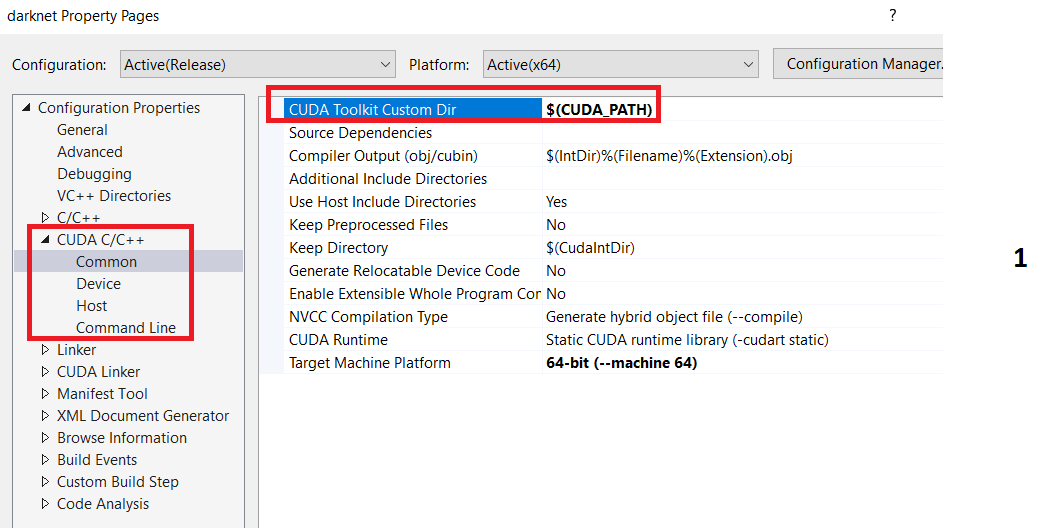 darknet Property Pages
?
Configuration: Active(Release) Platform: Active(x64) Configuration Manager.
Configuration Properties
General
Advanced
Debugging
VC++ Directories
C/C++
CUDA C/C++
Common
Device
Host
Command Line
Linker
CUDA Linker
Manifest Tool
XML Document Generator
Browse Information
Build Events
Custom Build Step
Code Analysis
CUDA Toolkit Custom Dir $(CUDA_PATH)
Source Dependencies
Compiler Output (obj/cubin) $(IntDir)%(Filename)%(Extension).obj
Additional Include Directories
Use Host Include Directories Yes
Keep Preprocessed Files No
Keep Directory $(CudaIntDir)
Generate Relocatable Device Code No
Enable Extensible Whole Program Con No
NVCC Compilation Type Generate hybrid object file (--compile)
CUDA Runtime Static CUDA runtime library (-cudart static)
Target Machine Platform 64-bit (--machine 64)
1